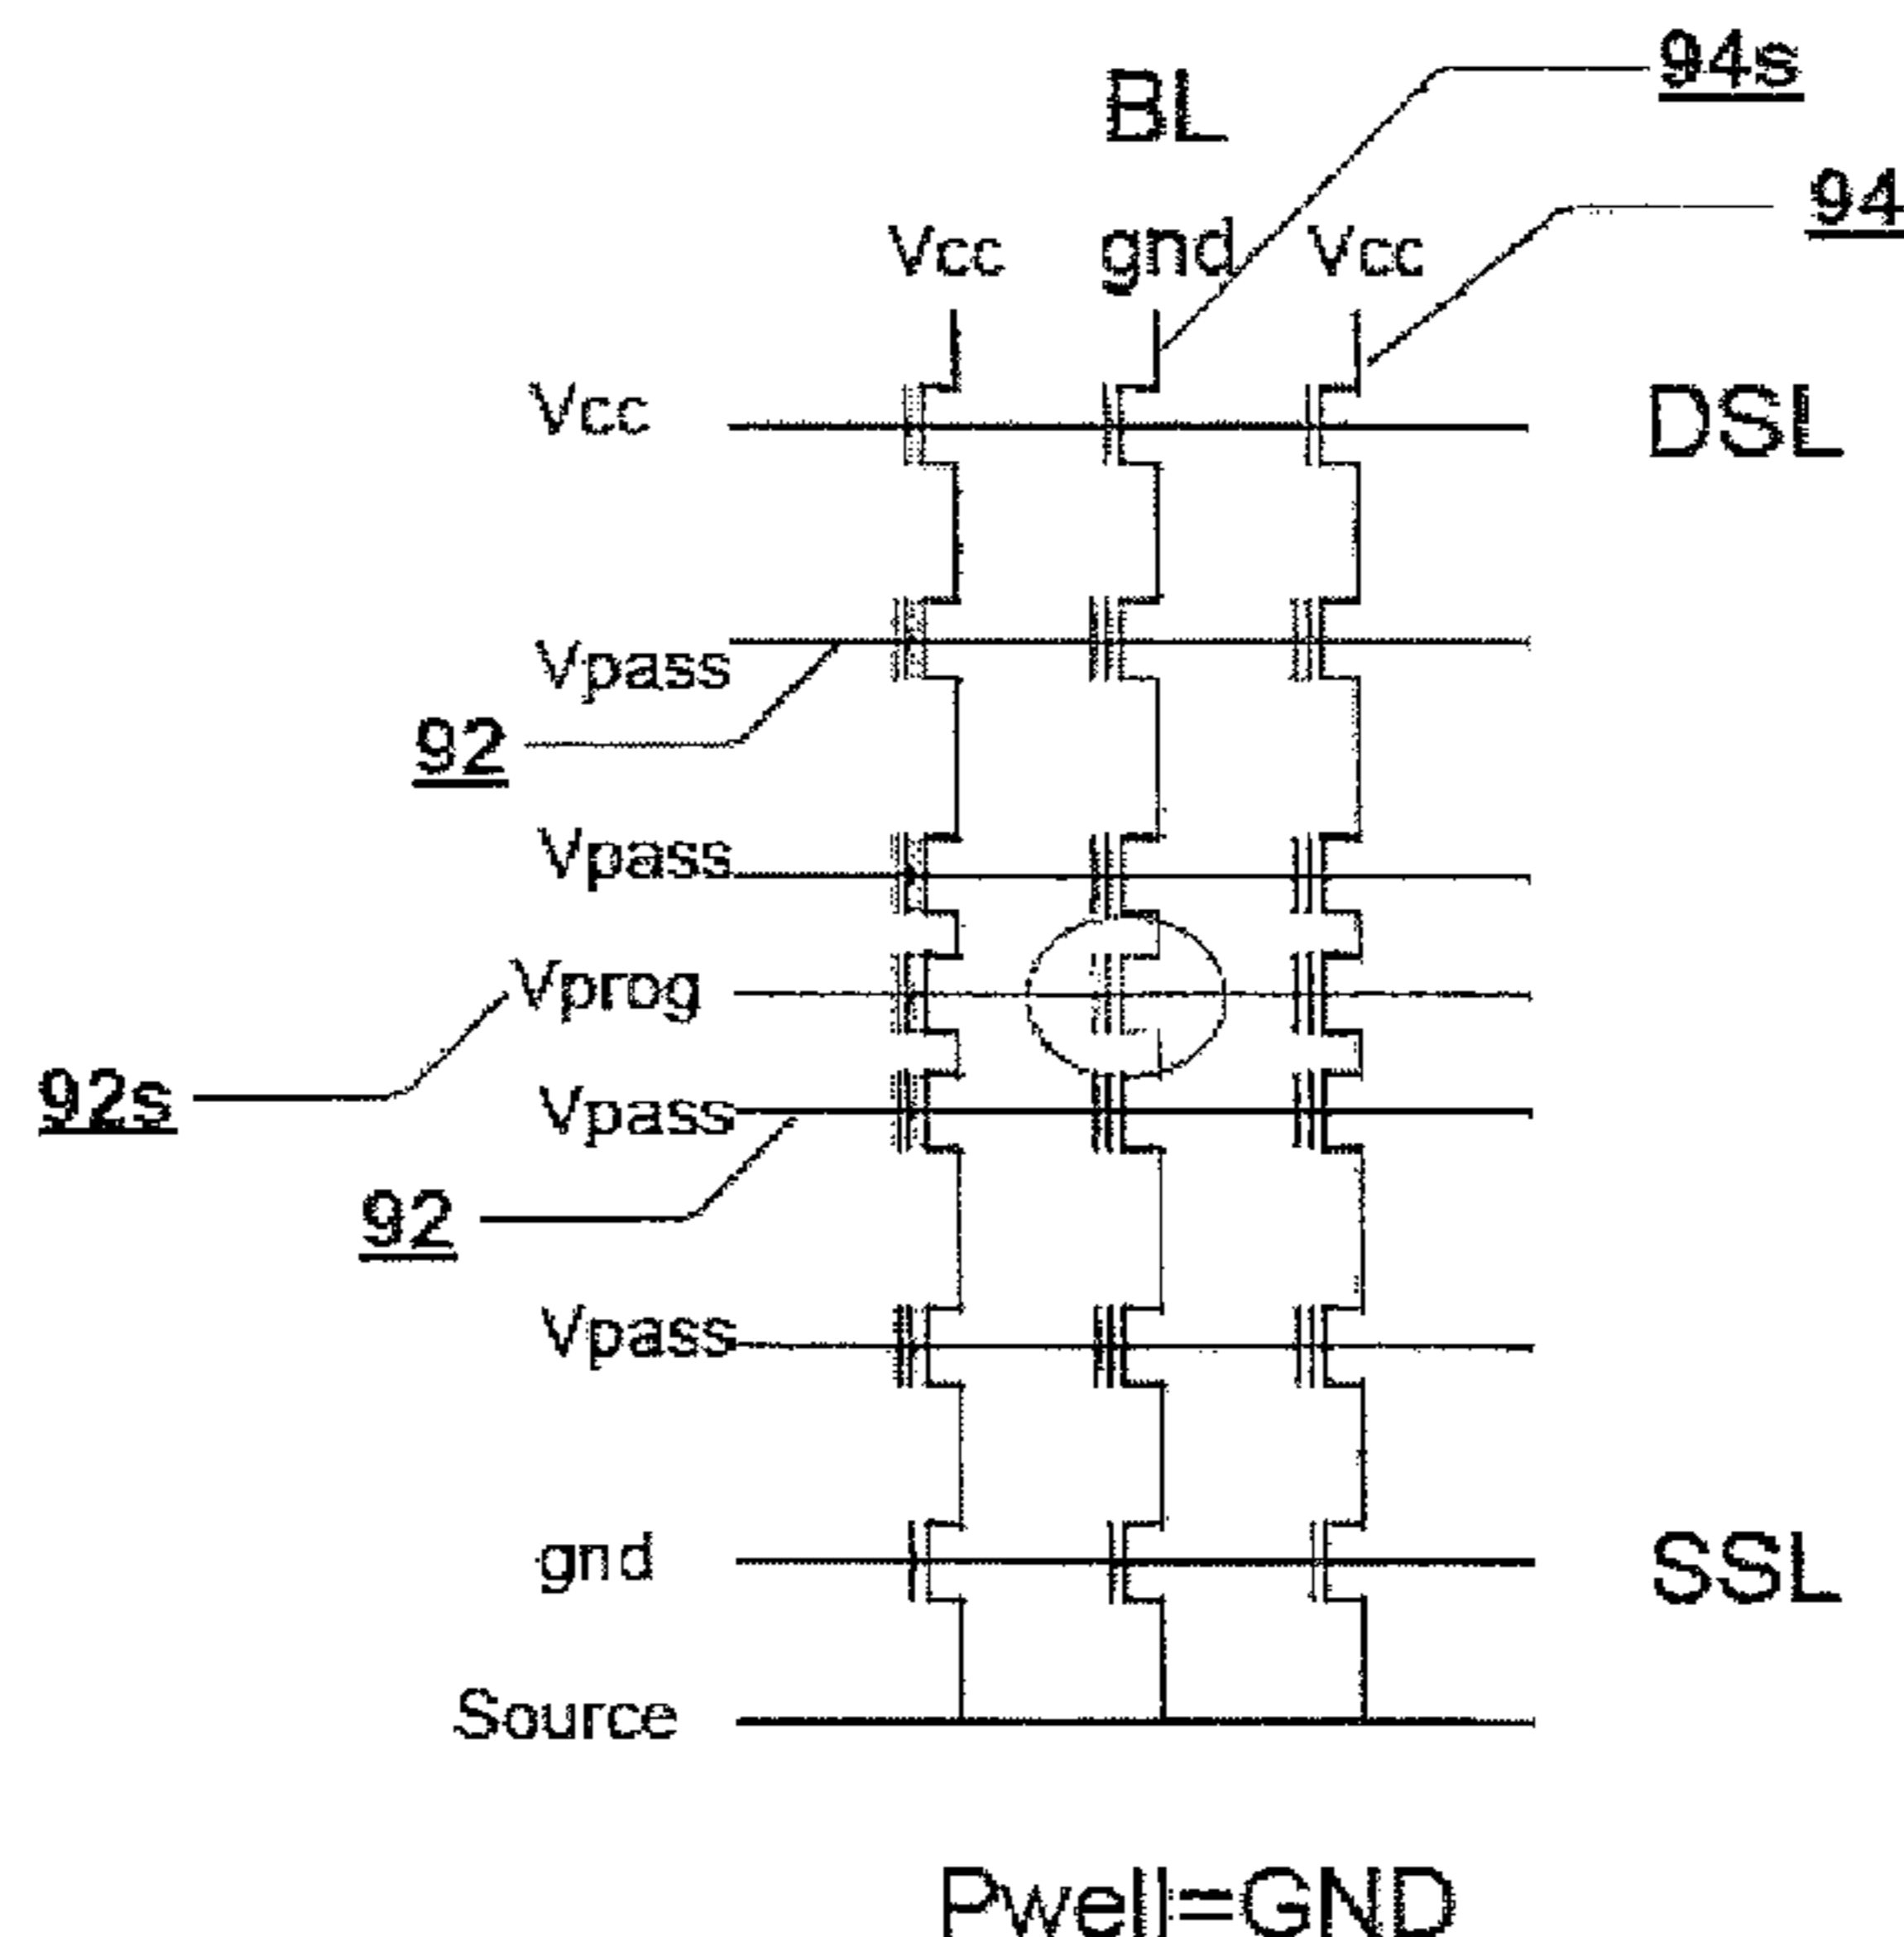 94s
BL
94
Vcc gnd Vcc
Vcc
DSL
Vpass
92
Vpass
Vprog
92s
Vpass
92
Vpass
gnd
SSL
Source
Pwell=GND